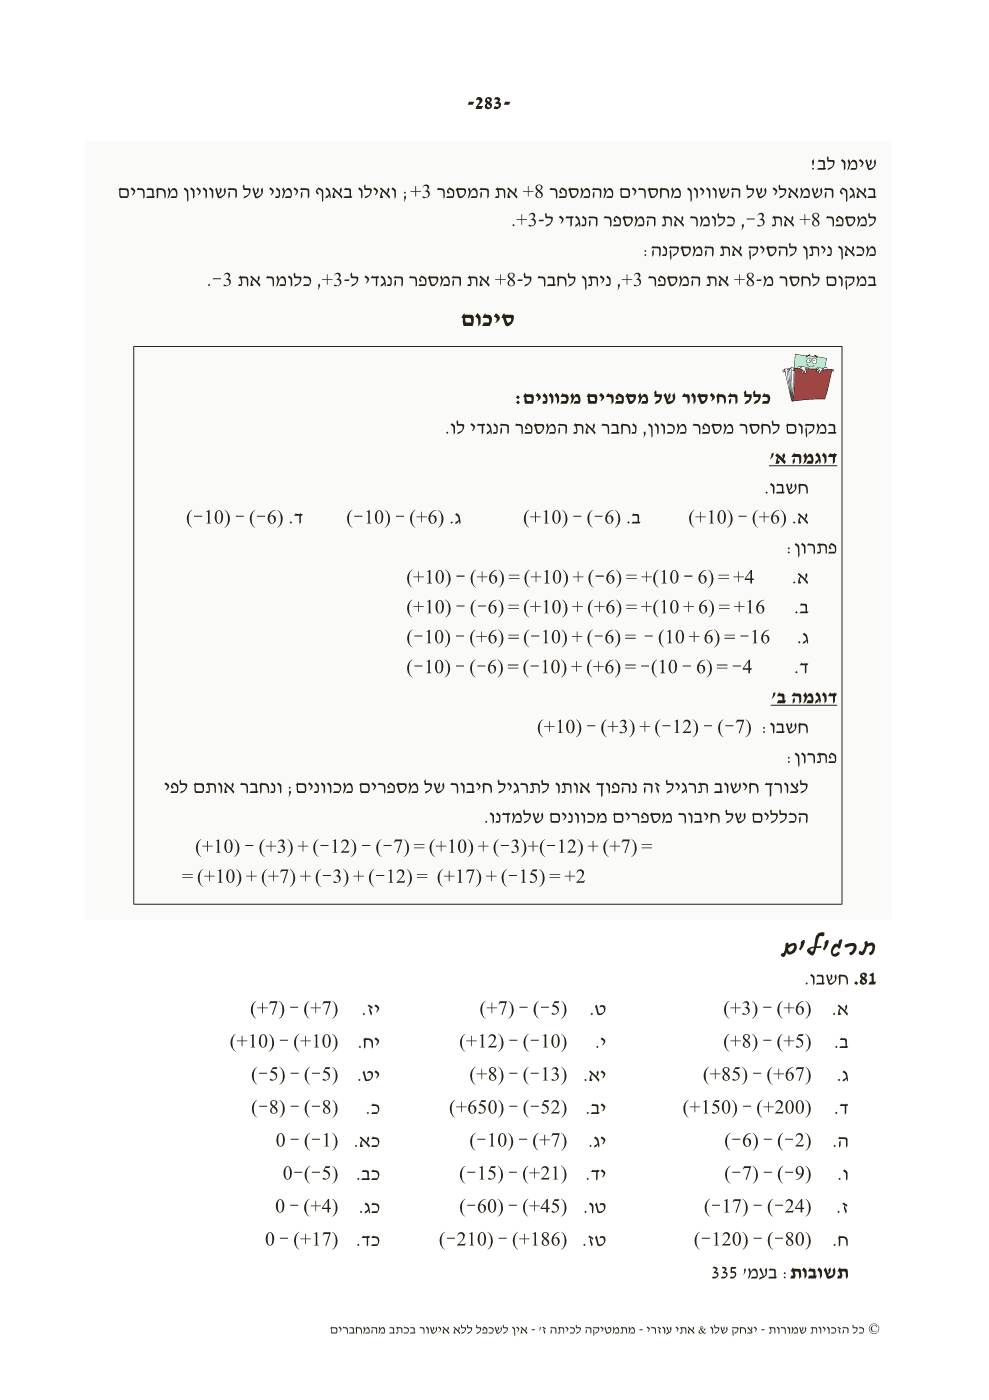 -283-
שימו לב!
באגף השמאלי של השוויון מחסרים מהמספר 8+ את המספר 3+; ואילו באגף הימני של השוויון מחברים
למספר 8+ את 3−, כלומר את המספר הנגדי ל-3+.
מכאן ניתן להסיק את המסקנה:
במקום לחסר מ-8+ את המספר 3+, ניתן לחבר ל-8+ את המספר הנגדי ל-3+, כלומר את 3−.
סיכום
כלל החיסור של מספרים מכוונים:
במקום לחסר מספר מכוון, נחבר את המספר הנגדי לו.
דוגמה א׳
חשבו.
א. (+10) − (+6) ב. (+10) − (−6) ג. (−10) − (+6) ד. (−10) − (−6)
פתרון:
א. (+10) − (+6) = (+10) + (−6) = +(10 − 6) = +4
ב. (+10) − (−6) = (+10) + (+6) = +(10 + 6) = +16
ג. (−10) − (+6) = (−10) + (−6) = − (10 + 6) = −16
ד. (−10) − (−6) = (−10) + (+6) = −(10 − 6) = −4
דוגמה ב׳
חשבו: (+10) − (+3) + (−12) − (−7)
פתרון:
לצורך חישוב תרגיל זה נהפוך אותו לתרגיל חיבור של מספרים מכוונים; ונחבר אותם לפי
הכללים של חיבור מספרים מכוונים שלמדנו.
(+10) − (+3) + (−12) − (−7) = (+10) + (−3)+(−12) + (+7) =
= (+10) + (+7) + (−3) + (−12) = (+17) + (−15) = +2
תרגילים
81. חשבו.
א. (+3) − (+6) ט. (+7) − (−5) יז. (+7) − (+7)
ב. (+8) − (+5) י. (+12) − (−10) יח. (+10) − (+10)
ג. (+85) − (+67) יא. (+8) − (−13) יט. (−5) − (−5)
ד. (+150) − (+200) יב. (+650) − (−52) כ. (−8) − (−8)
ה. (−6) − (−2) יג. (−10) − (+7) כא. 0 − (−1)
ו. (−7) − (−9) יד. (−15) − (+21) כב. 0−(−5)
ז. (−17) − (−24) טו. (−60) − (+45) כג. 0 − (+4)
ח. (−120) − (−80) טז. (−210) − (+186) כד. 0 − (+17)
תשובות: בעמ׳ 335
© כל הזכויות שמורות - יצחק שלו & אתי עוזרי - מתמטיקה לכיתה ז׳ - אין לשכפל ללא אישור בכתב מהמחברים